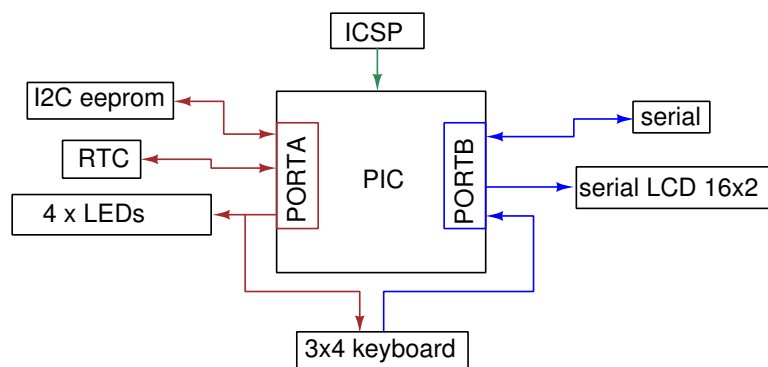 ICSP
I2C eeprom
RTC
4 x LEDs
PORTA
PIC
PORTB
serial
serial LCD 16x2
3x4 keyboard